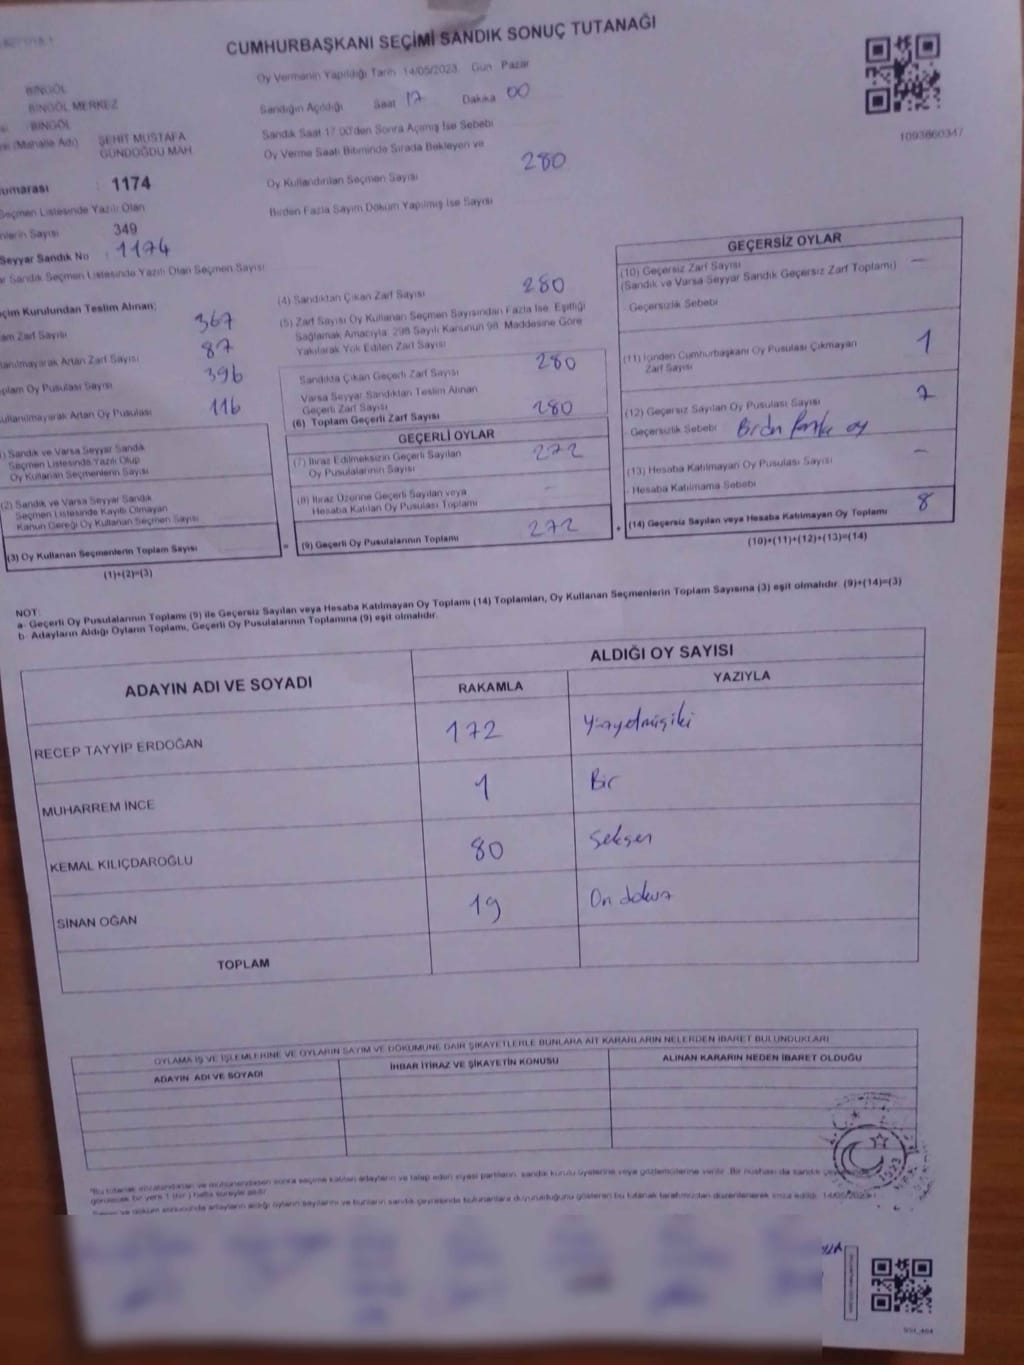 CUMHURBAŞKANI SEÇİMİ SANDIK SONUÇ TUTANAĞI
BİNGÖL
BİNGÖL MERKEZ
BİNGÖL
(Mahalle Adı) ŞEHİT MUSTAFA
GÜNDOĞDU MAH.
umarası : 1174
Seçmen Listesinde Yazılı Olan
nlerin Sayısı 349
Seyyar Sandık No : 1174
r Sandık Seçmen Listesinde Yazılı Olan Seçmen Sayısı
Oy Vermenin Yapıldığı Tarih 14/05/2023 Gün Pazar
Sandığın Açıldığı Saat 17 Dakika 00
Sandık Saat 17.00'den Sonra Açılmış İse Sebebi
Oy Verme Saati Bitiminde Sırada Bekleyen ve
Oy Kullandırılan Seçmen Sayısı 280
Birden Fazla Sayım Döküm Yapılmış İse Sayısı
1093860347
çim Kurulundan Teslim Alınan;
am Zarf Sayısı 367
lanılmayarak Artan Zarf Sayısı 87
plam Oy Pusulası Sayısı 396
ullanılmayarak Artan Oy Pusulası 116
) Sandık ve Varsa Seyyar Sandık
Seçmen Listesinde Yazılı Olup
Oy Kullanan Seçmenlerin Sayısı
(2) Sandık ve Varsa Seyyar Sandık
Seçmen Listesinde Kayıtlı Olmayan
Kanun Gereği Oy Kullanan Seçmen Sayısı
(3) Oy Kullanan Seçmenlerin Toplam Sayısı
(1)+(2)=(3)
(4) Sandıktan Çıkan Zarf Sayısı 280
(5) Zarf Sayısı Oy Kullanan Seçmen Sayısından Fazla İse, Eşitliği
Sağlamak Amacıyla, 298 Sayılı Kanunun 98. Maddesine Göre
Yakılarak Yok Edilen Zarf Sayısı
Sandıkta Çıkan Geçerli Zarf Sayısı 280
Varsa Seyyar Sandıktan Teslim Alınan
Geçerli Zarf Sayısı
(6) Toplam Geçerli Zarf Sayısı 280
GEÇERLİ OYLAR
(7) İtiraz Edilmeksizin Geçerli Sayılan
Oy Pusulalarının Sayısı 272
(8) İtiraz Üzerine Geçerli Sayılan veya
Hesaba Katılan Oy Pusulası Toplamı -
= (9) Geçerli Oy Pusulalarının Toplamı 272
GEÇERSİZ OYLAR
(10) Geçersiz Zarf Sayısı —
(Sandık ve Varsa Seyyar Sandık Geçersiz Zarf Toplamı)
- Geçersizlik Sebebi
(11) İçinden Cumhurbaşkanı Oy Pusulası Çıkmayan
Zarf Sayısı 1
(12) Geçersiz Sayılan Oy Pusulası Sayısı 7
- Geçersizlik Sebebi Birden fazla oy
(13) Hesaba Katılmayan Oy Pusulası Sayısı —
- Hesaba Katılmama Sebebi
+ (14) Geçersiz Sayılan veya Hesaba Katılmayan Oy Toplamı 8
(10)+(11)+(12)+(13)=(14)
NOT:
a- Geçerli Oy Pusulalarının Toplamı (9) ile Geçersiz Sayılan veya Hesaba Katılmayan Oy Toplamı (14) Toplamları, Oy Kullanan Seçmenlerin Toplam Sayısına (3) eşit olmalıdır. (9)+(14)=(3)
b- Adayların Aldığı Oyların Toplamı, Geçerli Oy Pusulalarının Toplamına (9) eşit olmalıdır.
ADAYIN ADI VE SOYADI ALDIĞI OY SAYISI
RAKAMLA YAZIYLA
RECEP TAYYİP ERDOĞAN 172 Yüzyetmişiki
MUHARREM İNCE 1 Bir
KEMAL KILIÇDAROĞLU 80 Seksen
SİNAN OĞAN 19 On dokuz
TOPLAM
OYLAMA İŞ VE İŞLEMLERİNE VE OYLARIN SAYIM VE DÖKÜMÜNE DAİR ŞİKAYETLERLE BUNLARA AİT KARARLARIN NELERDEN İBARET BULUNDUKLARI
ADAYIN ADI VE SOYADI İHBAR İTİRAZ VE ŞİKAYETİN KONUSU ALINAN KARARIN NEDEN İBARET OLDUĞU
1923